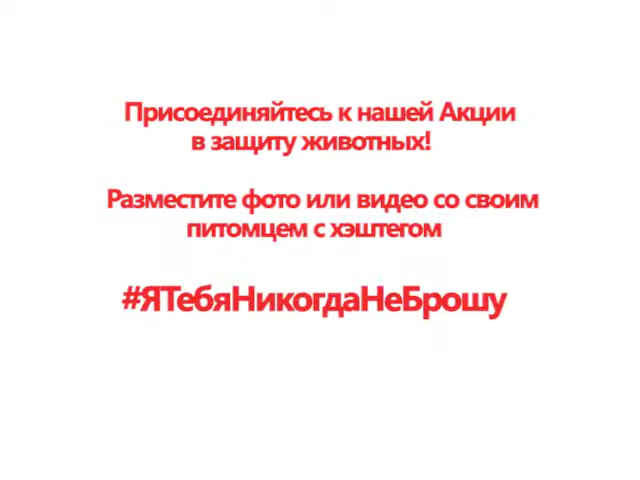 Присоединяйтесь к нашей Акции
в защиту животных!
Разместите фото или видео со своим
питомцем с хэштегом
#ЯТебяНикогдаНеБрошу